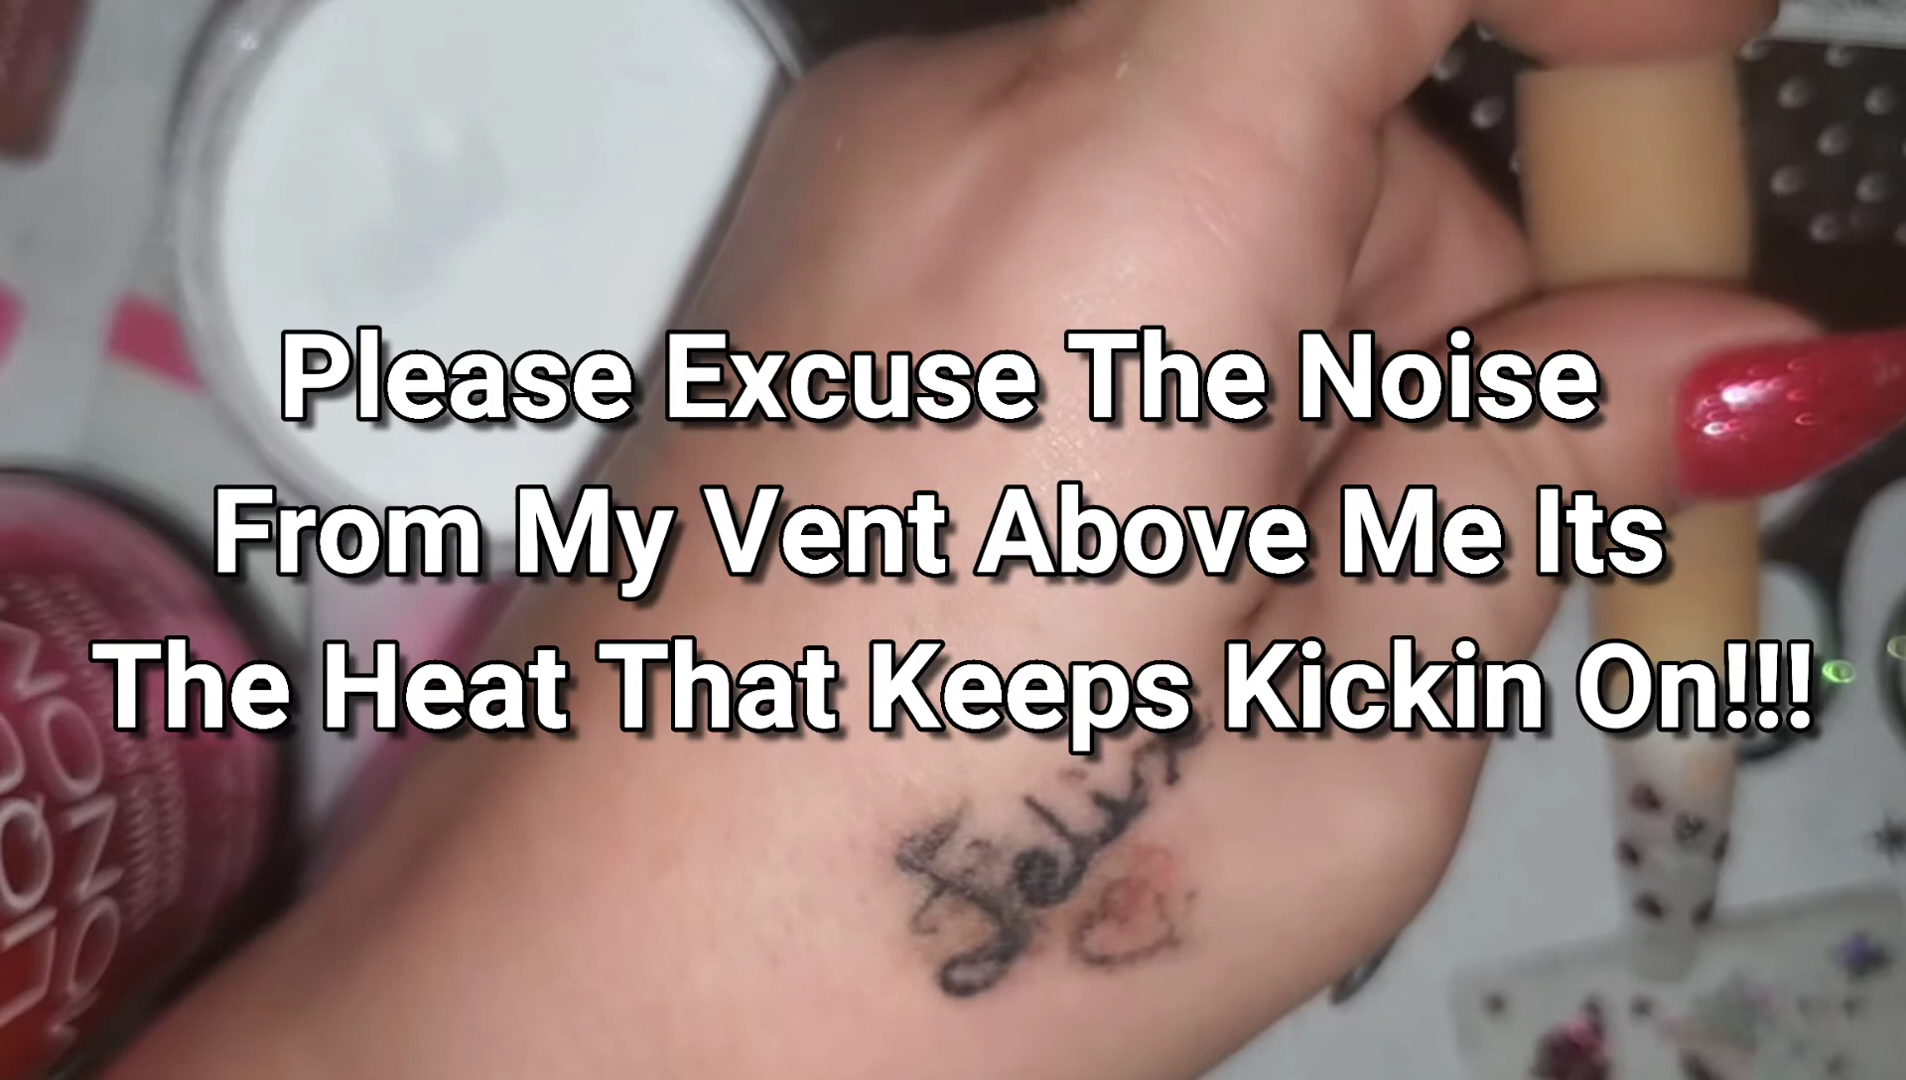 Please Excuse The Noise
From My Vent Above Me Its
The Heat That Keeps Kickin On!!!